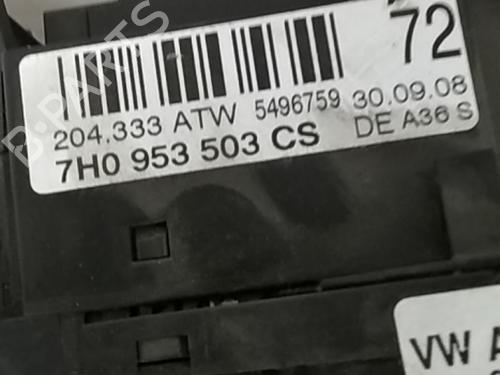 72
204.333 ATW 5496759 30.09.08
7H0 953 503 CS DE A36 S
B-PARTS
VW A